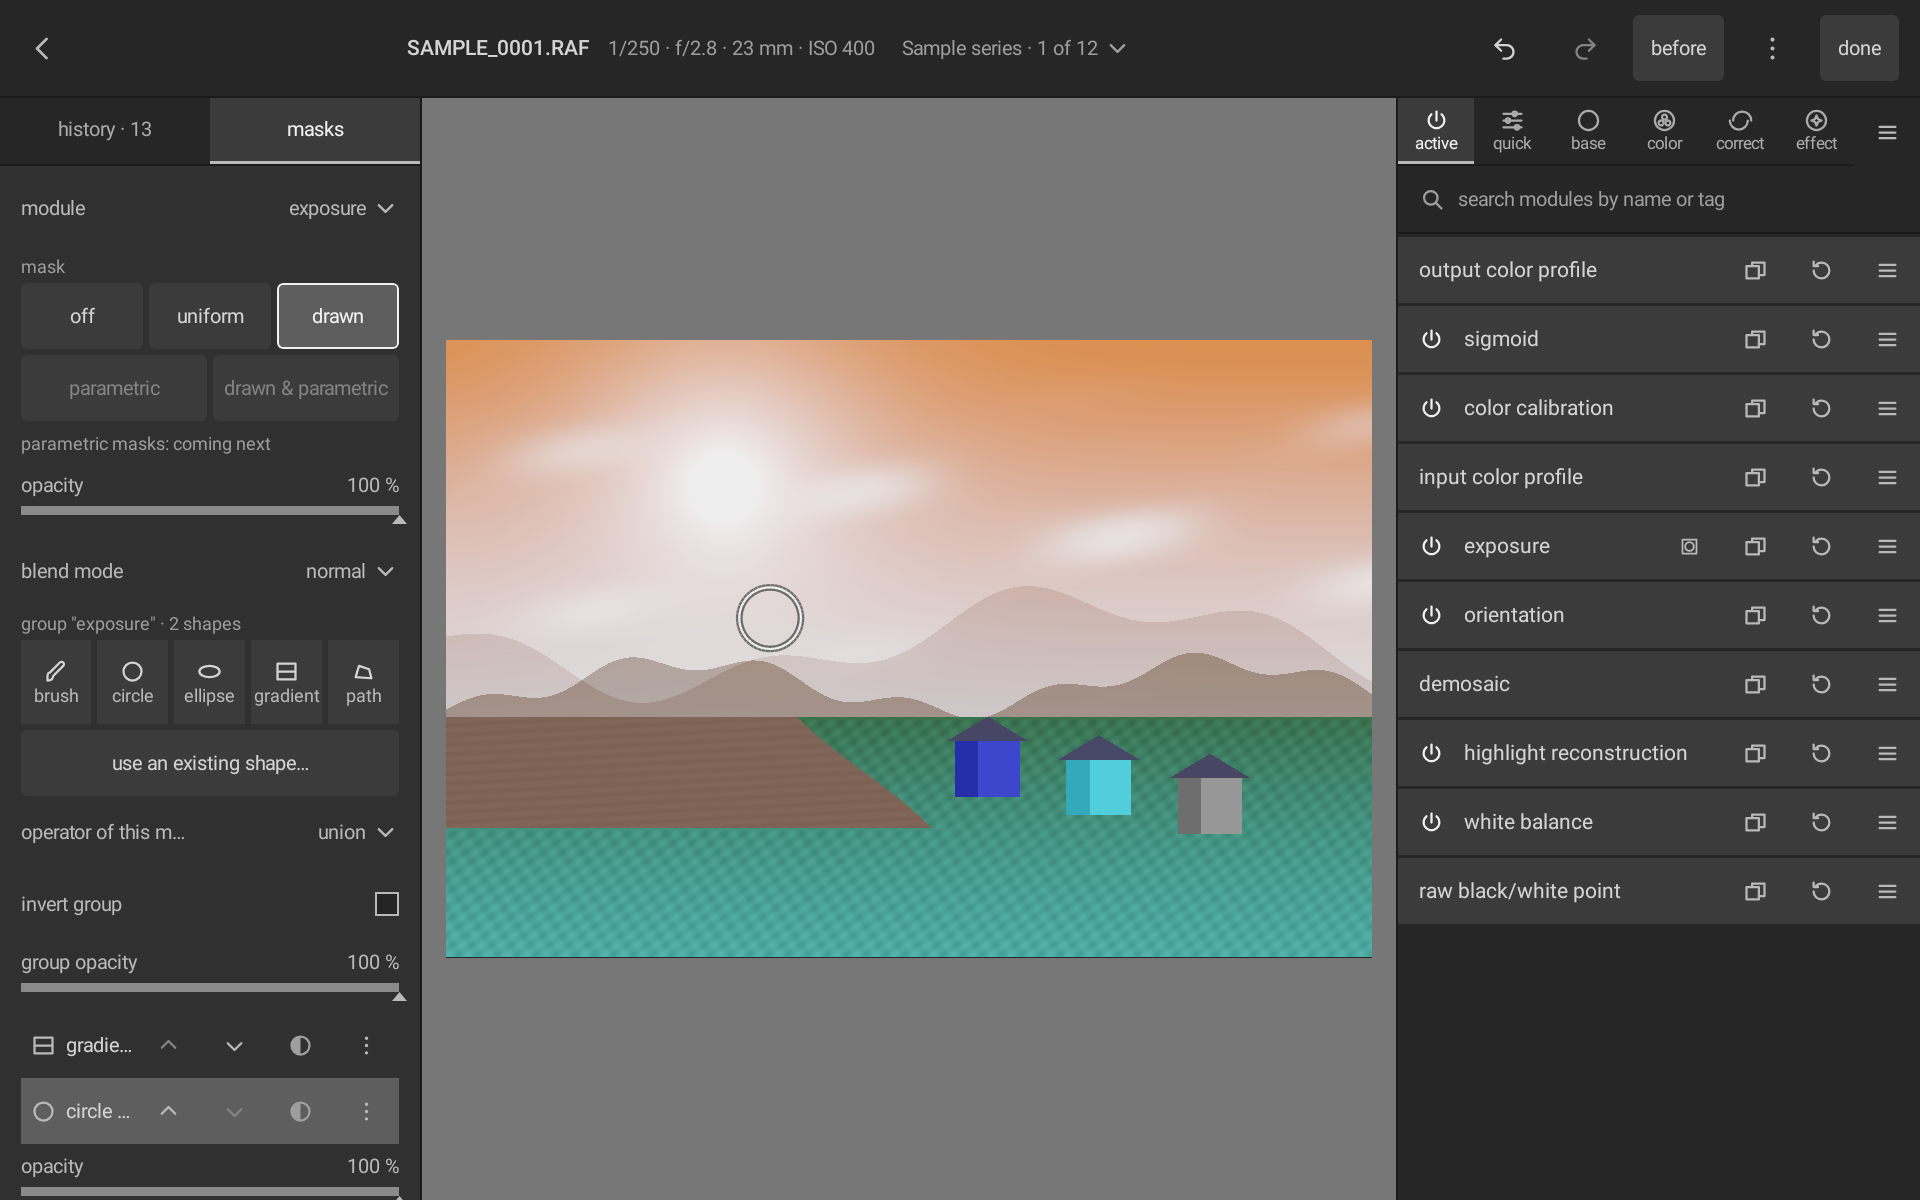 SAMPLE_0001.RAF 1/250 · f/2.8 · 23 mm · ISO 400 Sample series · 1 of 12
before
done
history · 13
masks
module exposure
mask
off uniform drawn
parametric drawn & parametric
parametric masks: coming next
opacity 100 %
blend mode normal
group "exposure" · 2 shapes
brush circle ellipse gradient path
use an existing shape...
operator of this m... union
invert group
group opacity 100 %
gradie...
circle ...
opacity 100 %
active quick base color correct effect
search modules by name or tag
output color profile
sigmoid
color calibration
input color profile
exposure
orientation
demosaic
highlight reconstruction
white balance
raw black/white point